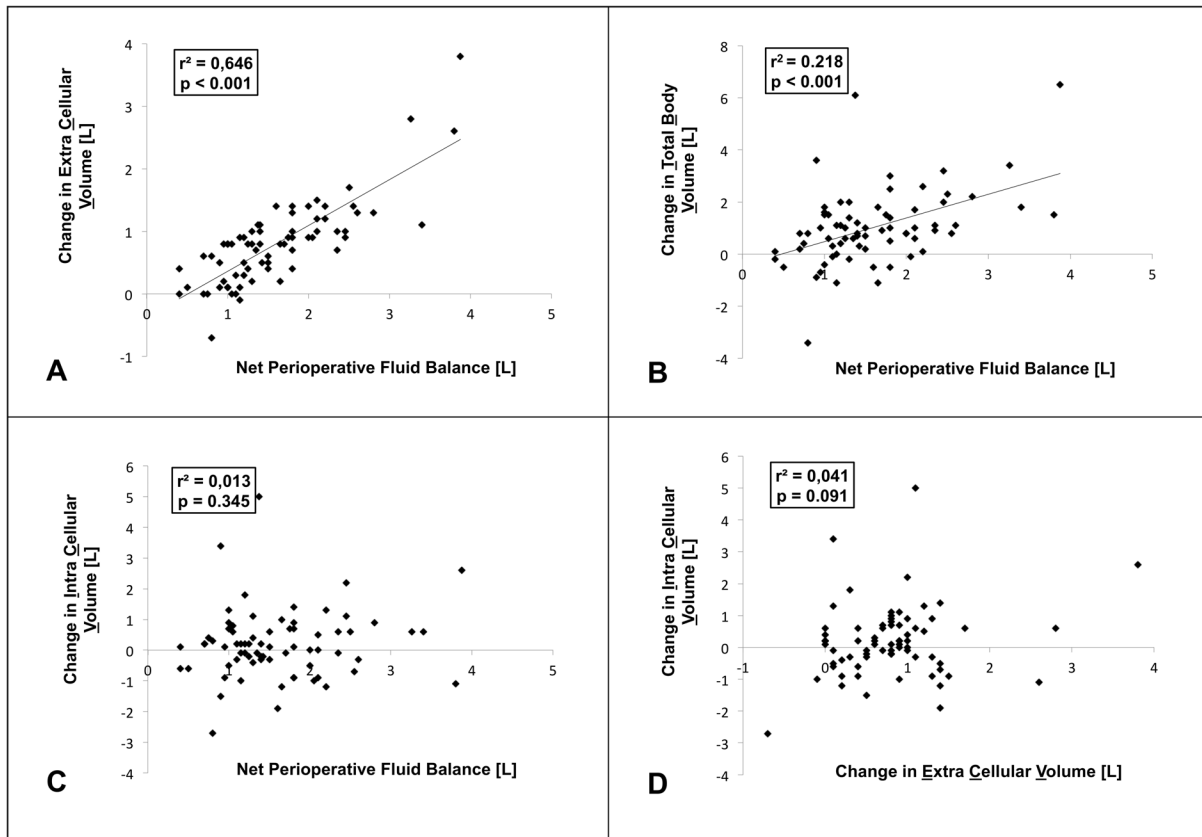 r² = 0,646
p < 0.001
Change in Extra Cellular
Volume [L]
4
3
2
1
0
-1
0
1
2
3
4
5
A
Net Perioperative Fluid Balance [L]
r² = 0.218
p < 0.001
Change in Total Body
Volume [L]
8
6
4
2
0
-2
-4
0
1
2
3
4
5
B
Net Perioperative Fluid Balance [L]
r² = 0,013
p = 0.345
Change in Intra Cellular
Volume [L]
6
5
4
3
2
1
0
-1
-2
-3
-4
0
1
2
3
4
5
C
Net Perioperative Fluid Balance [L]
r² = 0,041
p = 0.091
Change in Intra Cellular
Volume [L]
6
5
4
3
2
1
0
-1
-2
-3
-4
-1
0
1
2
3
4
D
Change in Extra Cellular Volume [L]